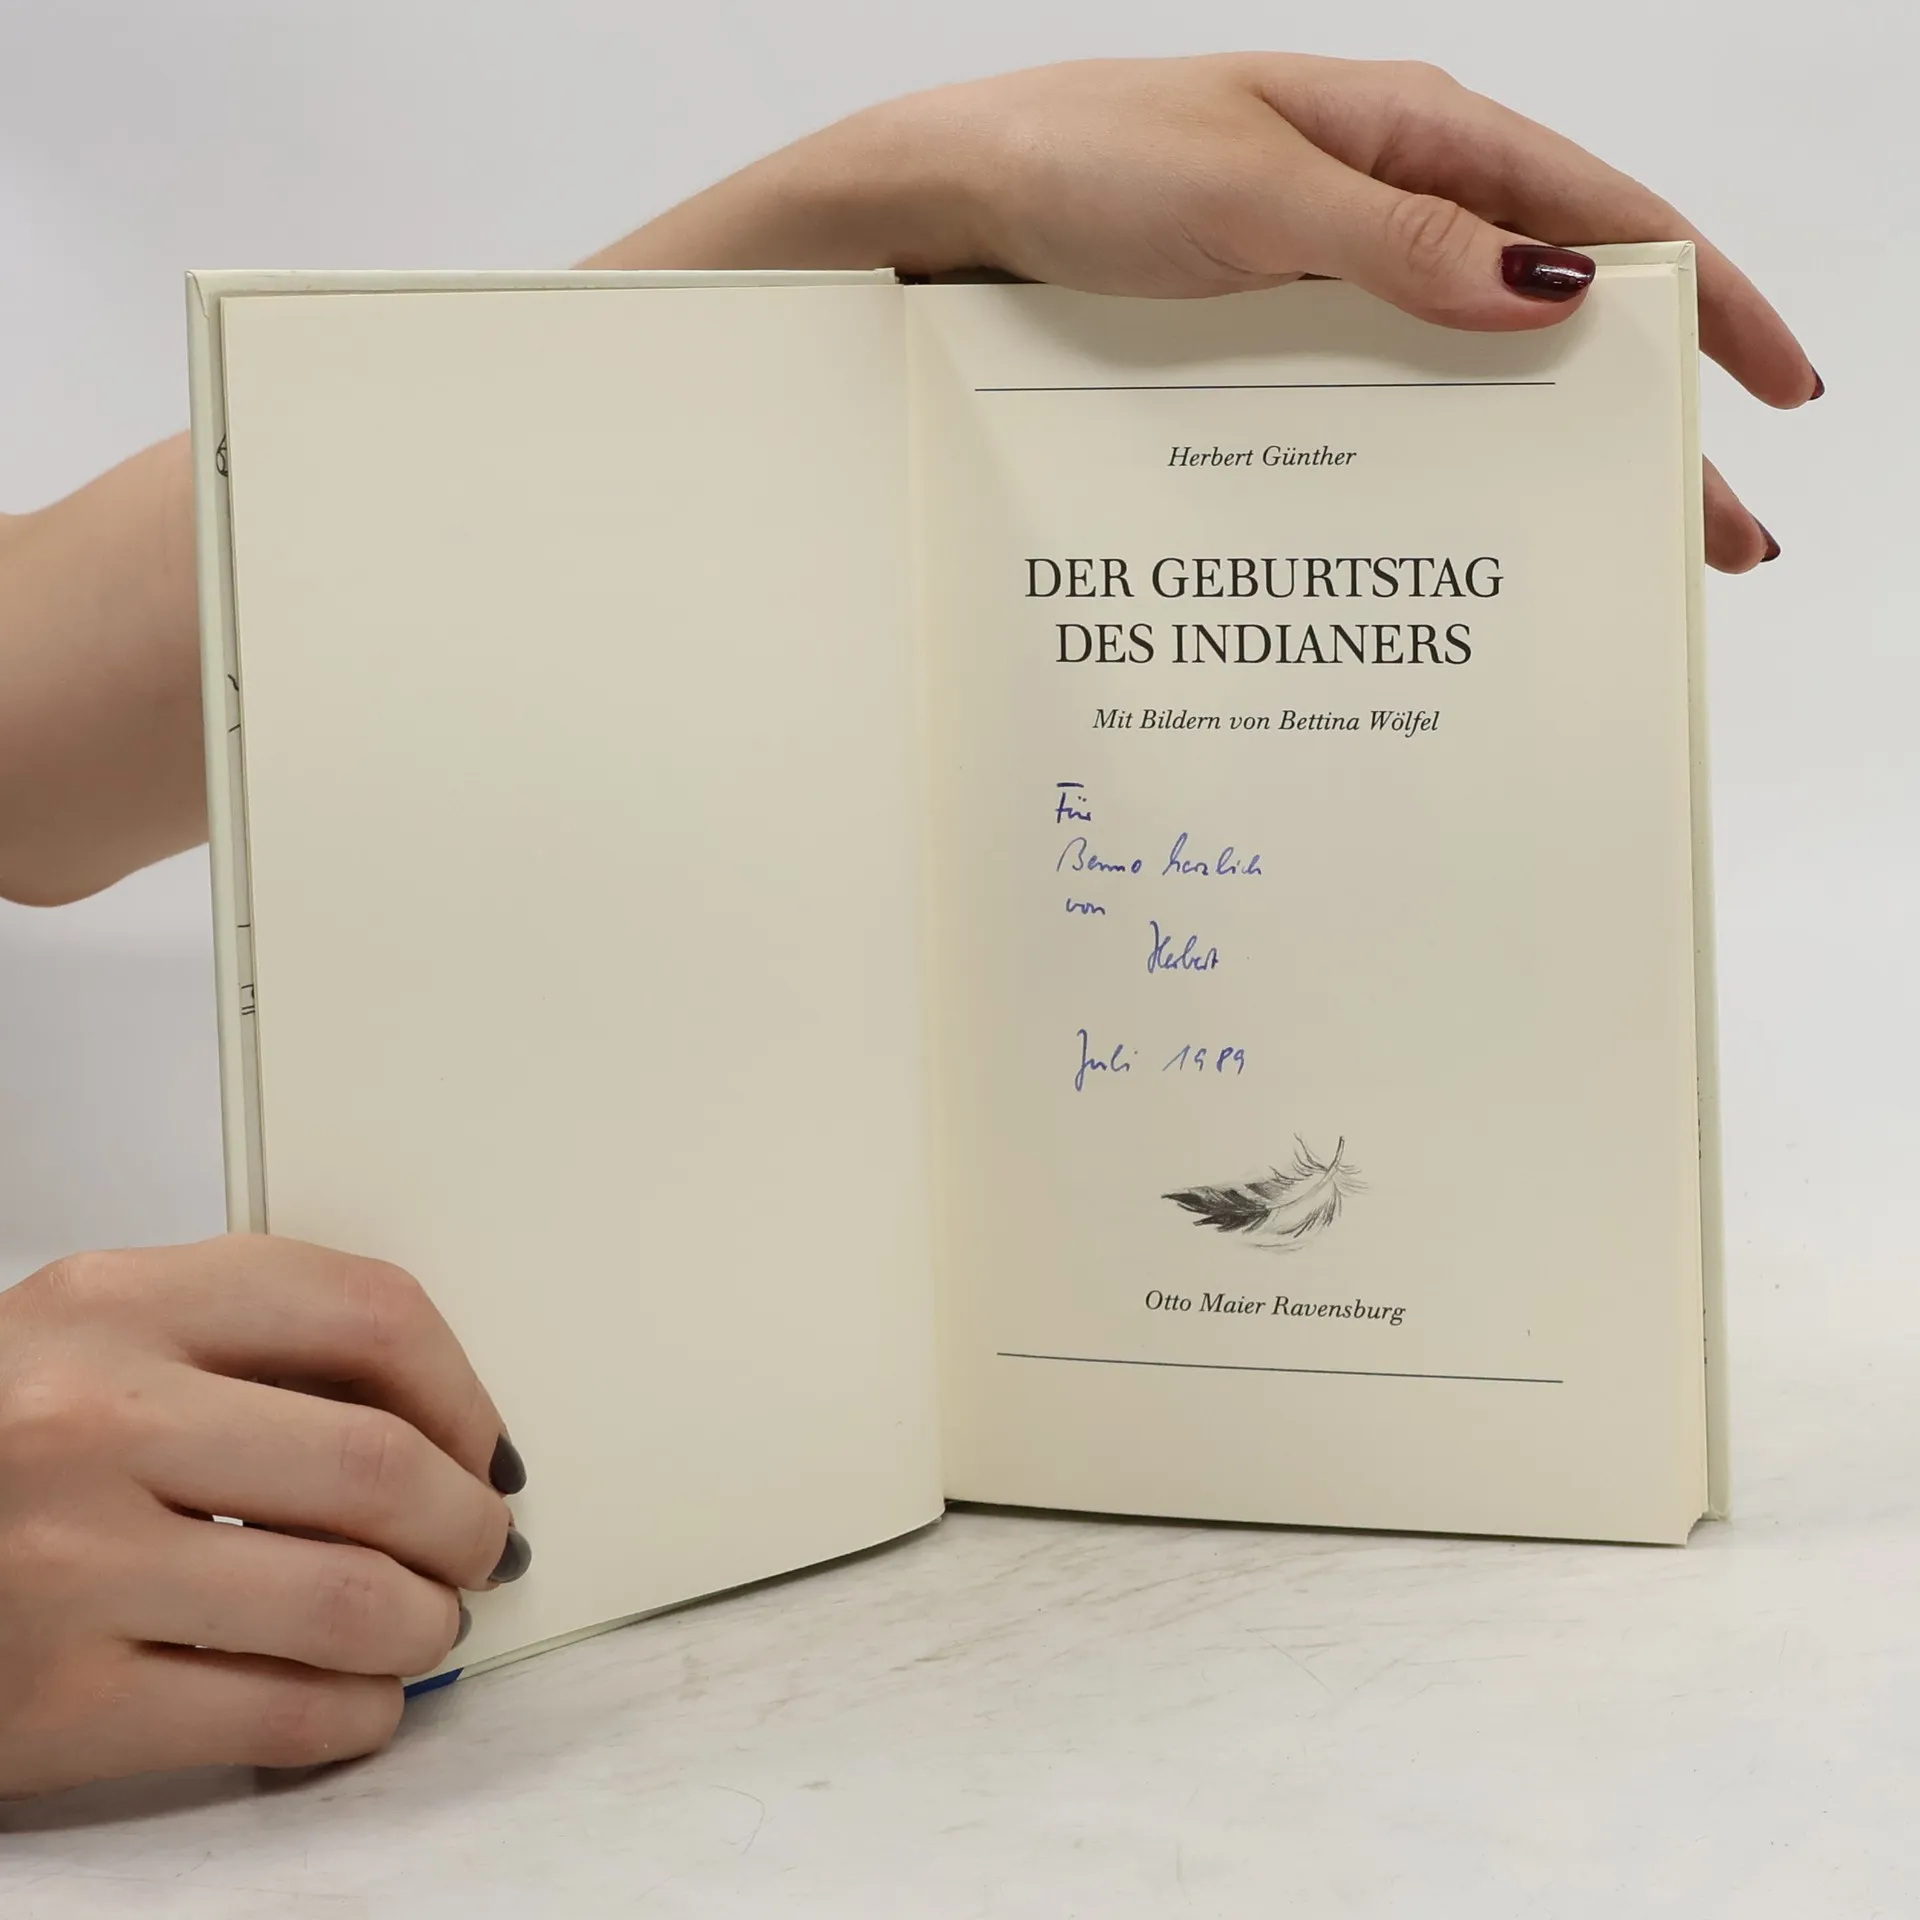 Herbert Günther
DER GEBURTSTAG
DES INDIANERS
Mit Bildern von Bettina Wölfel
Für
Benno herzlich
von
Herbert
Juli 1989
Otto Maier Ravensburg